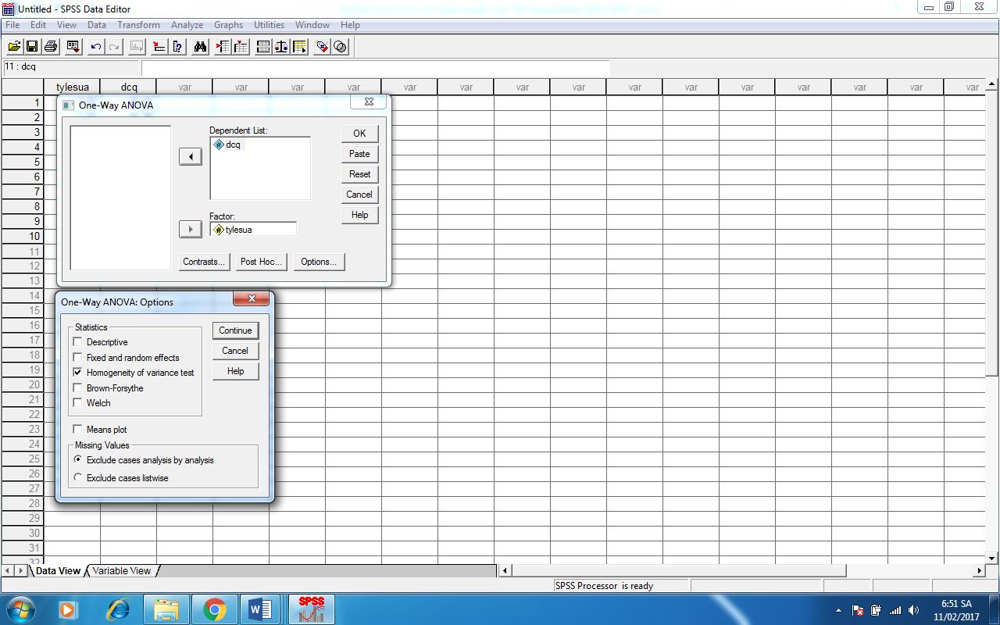 Untitled - SPSS Data Editor
File Edit View Data Transform Analyze Graphs Utilities Window Help
11 : dcq
tylesua dcq var var var var var var var var var var var var var var var
1
2
3
4
5
6
7
8
9
10
11
12
13
14
15
16
17
18
19
20
21
22
23
24
25
26
27
28
29
30
31
32
One-Way ANOVA
Dependent List:
dcq
OK
Paste
Reset
Cancel
Help
Factor:
tylesua
Contrasts... Post Hoc... Options...
One-Way ANOVA: Options
Statistics
Descriptive
Fixed and random effects
Homogeneity of variance test
Brown-Forsythe
Welch
Continue
Cancel
Help
Means plot
Missing Values
Exclude cases analysis by analysis
Exclude cases listwise
Data View Variable View
SPSS Processor is ready
SPSS
6:51 SA
11/02/2017